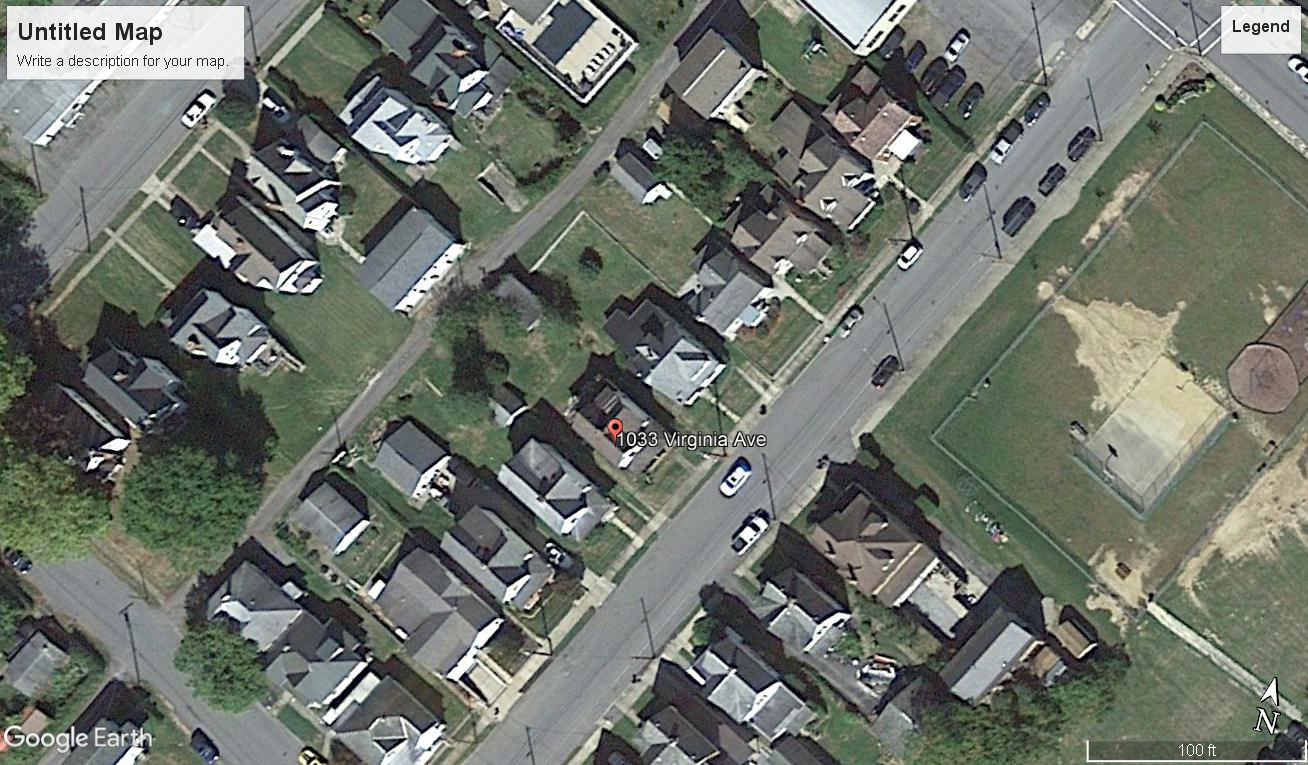 Untitled Map
Write a description for your map.
Legend
1033 Virginia Ave
Google Earth
N
100 ft